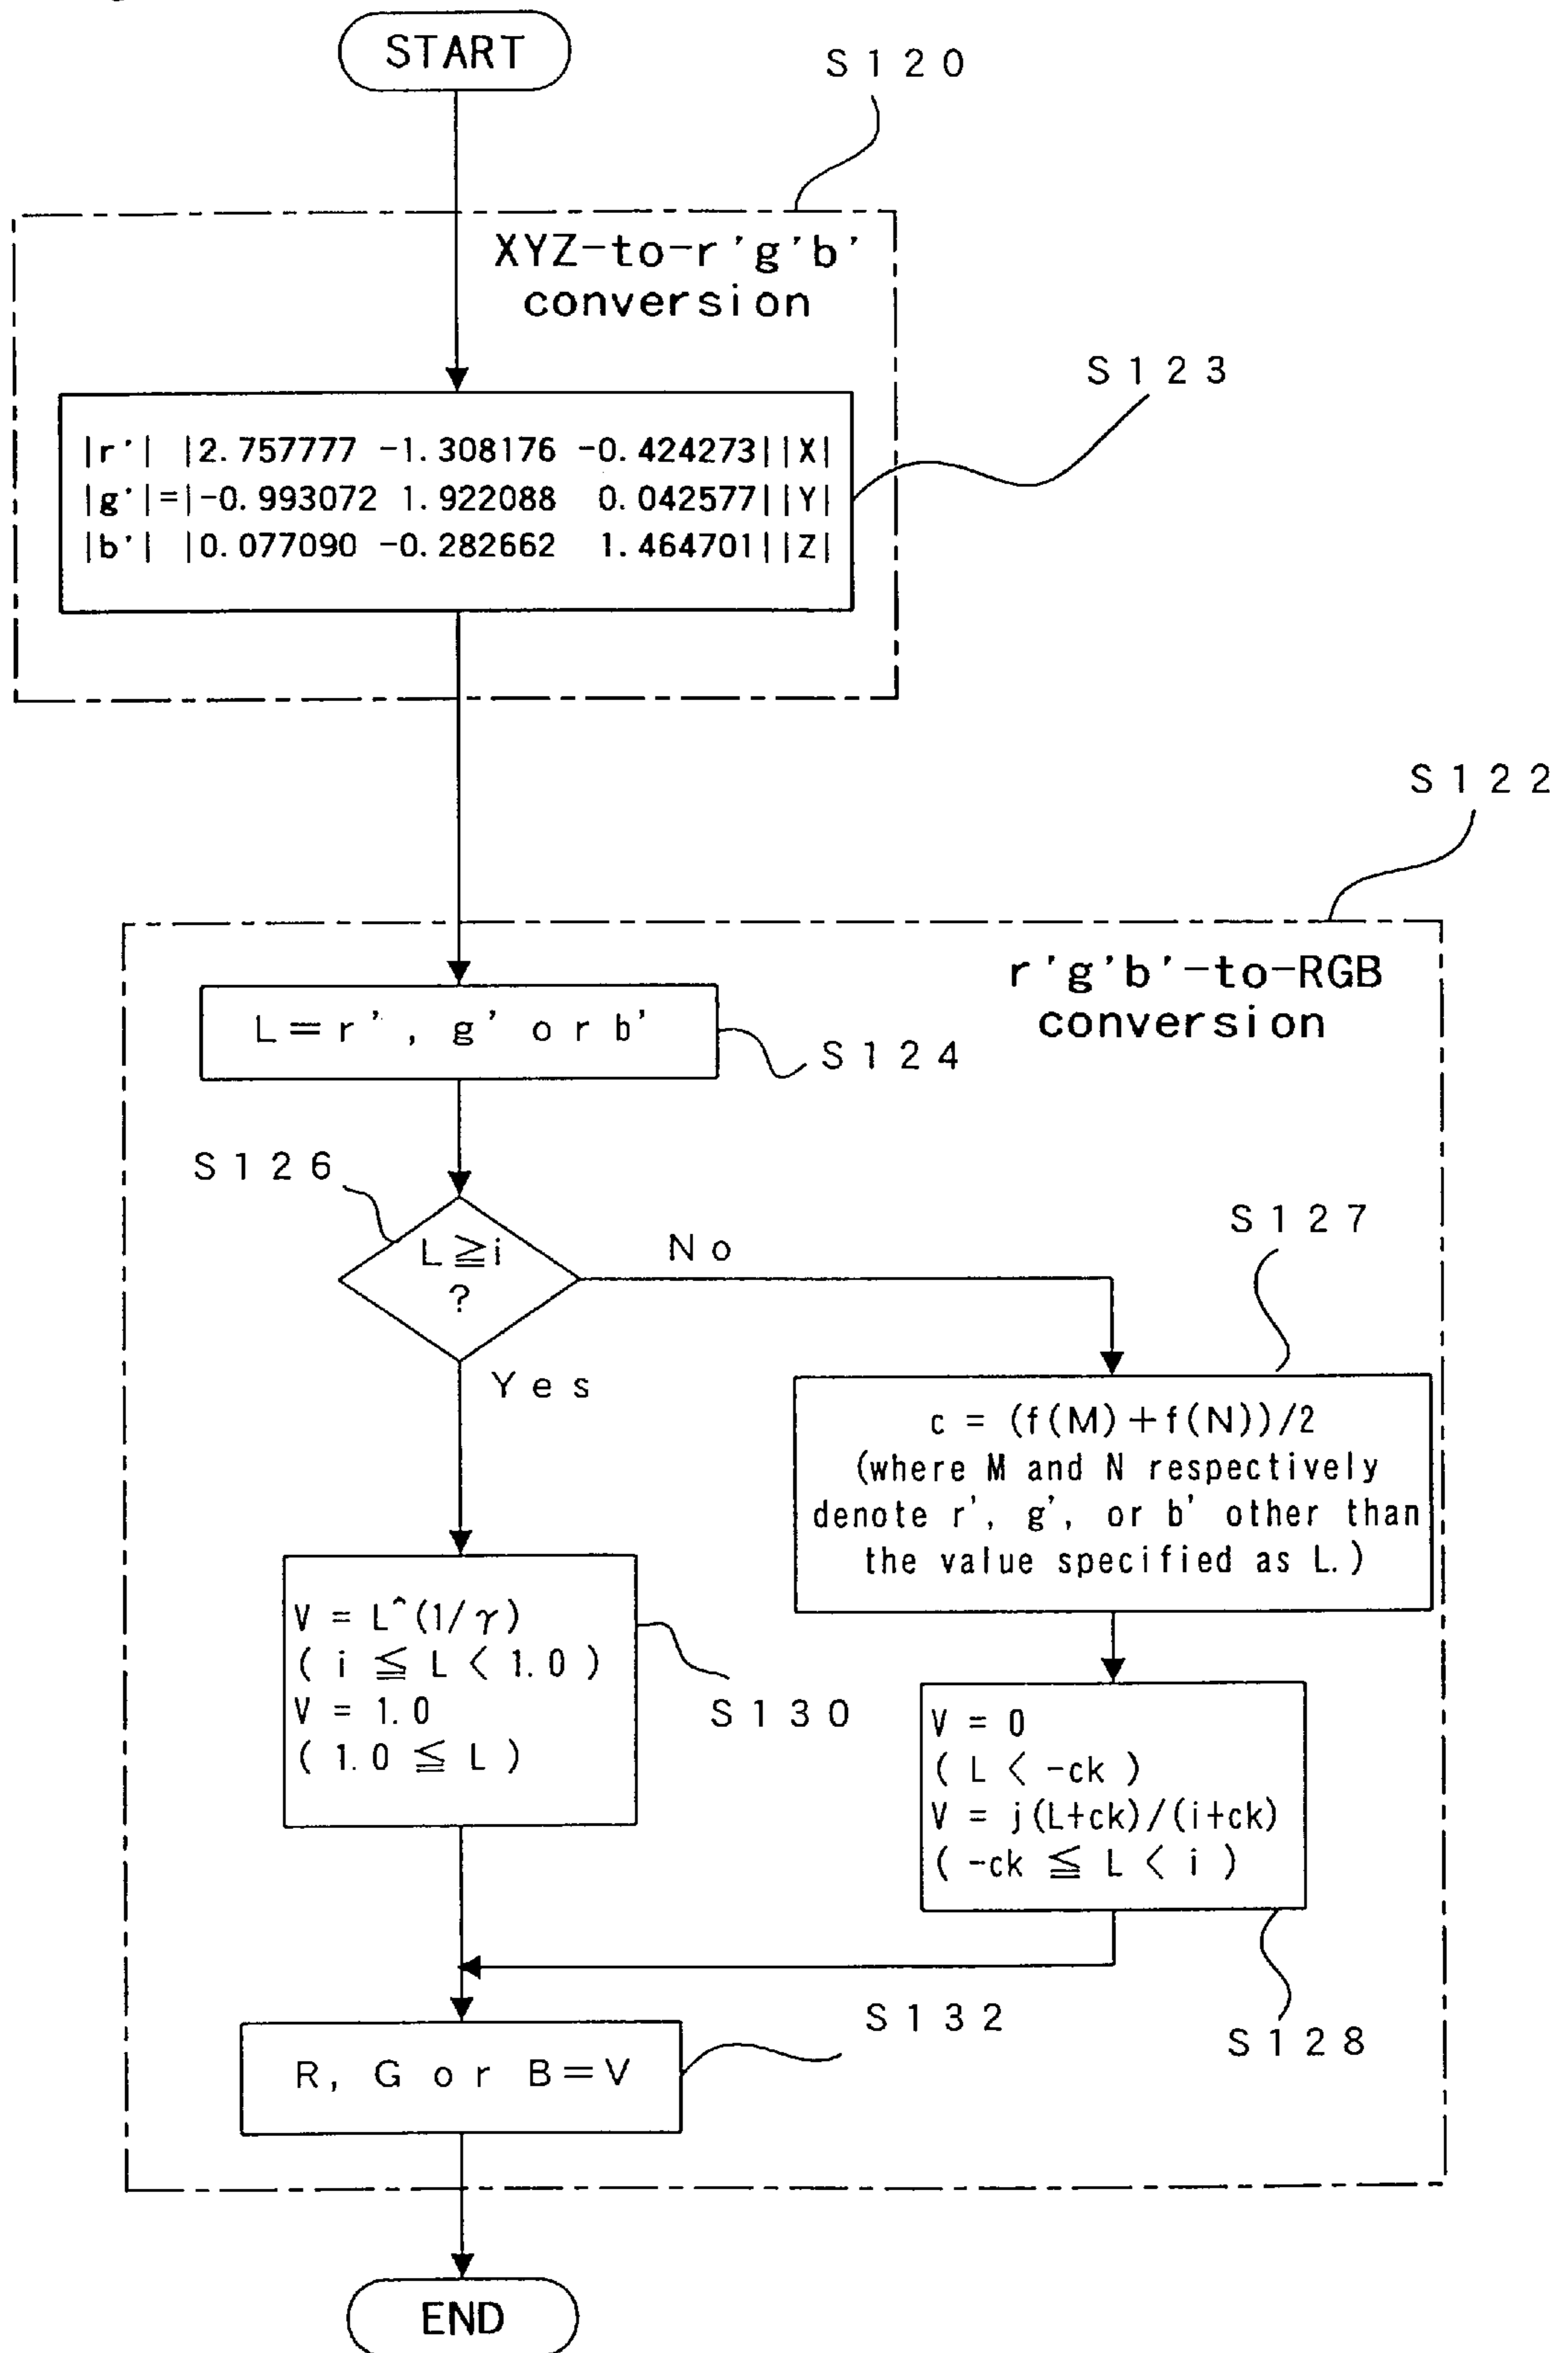 START
S120
XYZ-to-r'g'b'
conversion
S123
|r'| |2.757777 -1.308176 -0.424273||X|
|g'|=|-0.993072 1.922088 0.042577||Y|
|b'| |0.077090 -0.282662 1.464701||Z|
S122
r'g'b'-to-RGB
conversion
L=r', g' or b'
S124
S126
L≧i
?
No
Yes
S127
c = (f(M)+f(N))/2
(where M and N respectively
denote r', g', or b' other than
the value specified as L.)
V = L^(1/γ)
( i ≦ L < 1.0 )
V = 1.0
( 1.0 ≦ L )
S130
V = 0
( L < -ck )
V = j(L+ck)/(i+ck)
( -ck ≦ L < i )
S128
S132
R, G or B=V
END